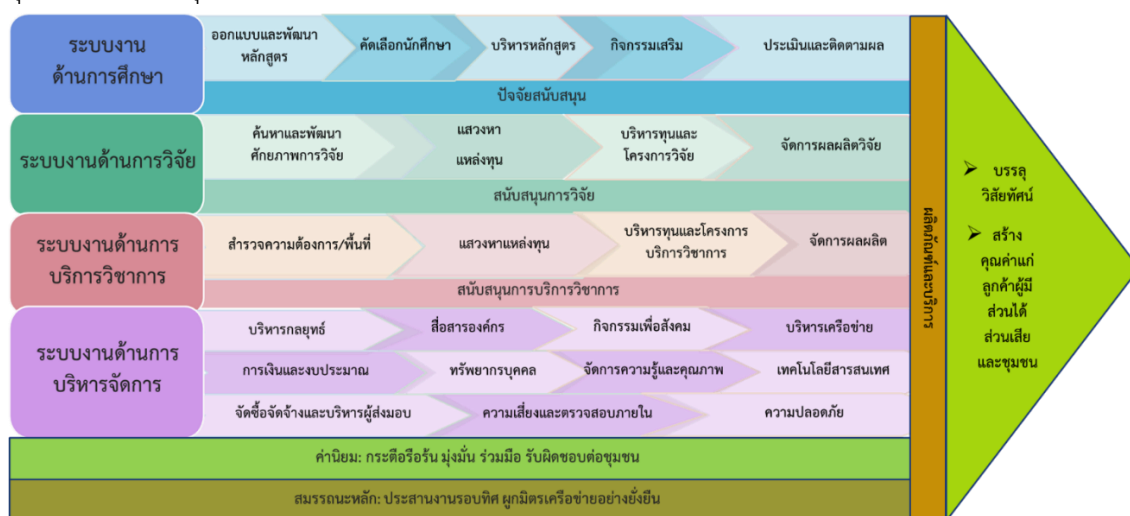 ระบบงาน
ด้านการศึกษา
ออกแบบและพัฒนา
หลักสูตร
คัดเลือกนักศึกษา
บริหารหลักสูตร
กิจกรรมเสริม
ประเมินและติดตามผล
ปัจจัยสนับสนุน
ระบบงานด้านการวิจัย
ค้นหาและพัฒนา
ศักยภาพการวิจัย
แสวงหา
แหล่งทุน
บริหารทุนและ
โครงการวิจัย
จัดการผลผลิตวิจัย
สนับสนุนการวิจัย
ระบบงานด้านการ
บริการวิชาการ
สำรวจความต้องการ/พื้นที่
แสวงหาแหล่งทุน
บริหารทุนและโครงการ
บริการวิชาการ
จัดการผลผลิต
สนับสนุนการบริการวิชาการ
ระบบงานด้านการ
บริหารจัดการ
บริหารกลยุทธ์
สื่อสารองค์กร
กิจกรรมเพื่อสังคม
บริหารเครือข่าย
การเงินและงบประมาณ
ทรัพยากรบุคคล
จัดการความรู้และคุณภาพ
เทคโนโลยีสารสนเทศ
จัดซื้อจัดจ้างและบริหารผู้ส่งมอบ
ความเสี่ยงและตรวจสอบภายใน
ความปลอดภัย
ค่านิยม: กระตือรือร้น มุ่งมั่น ร่วมมือ รับผิดชอบต่อชุมชน
สมรรถนะหลัก: ประสานงานรอบทิศ ผูกมิตรเครือข่ายอย่างยั่งยืน
ผลิตภัณฑ์และบริการ
➢ บรรลุ
วิสัยทัศน์
➢ สร้าง
คุณค่าแก่
ลูกค้าผู้มี
ส่วนได้
ส่วนเสีย
และชุมชน